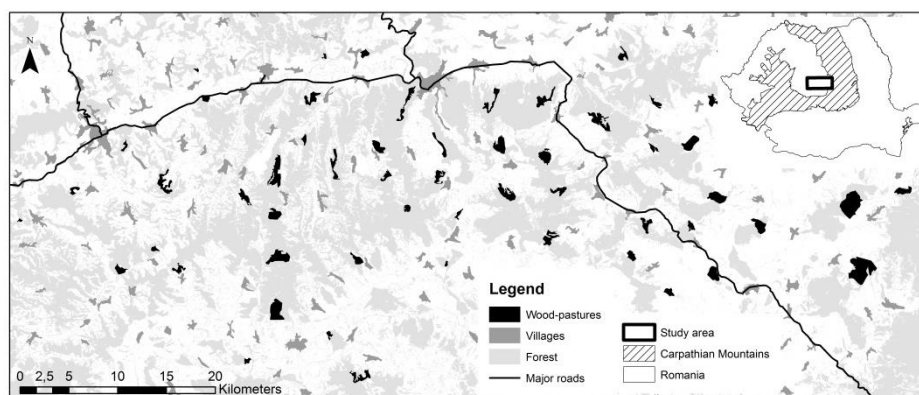 N
Legend
Wood-pastures
Villages
Forest
Major roads
Study area
Carpathian Mountains
Romania
0 2,5 5 10 15 20
Kilometers